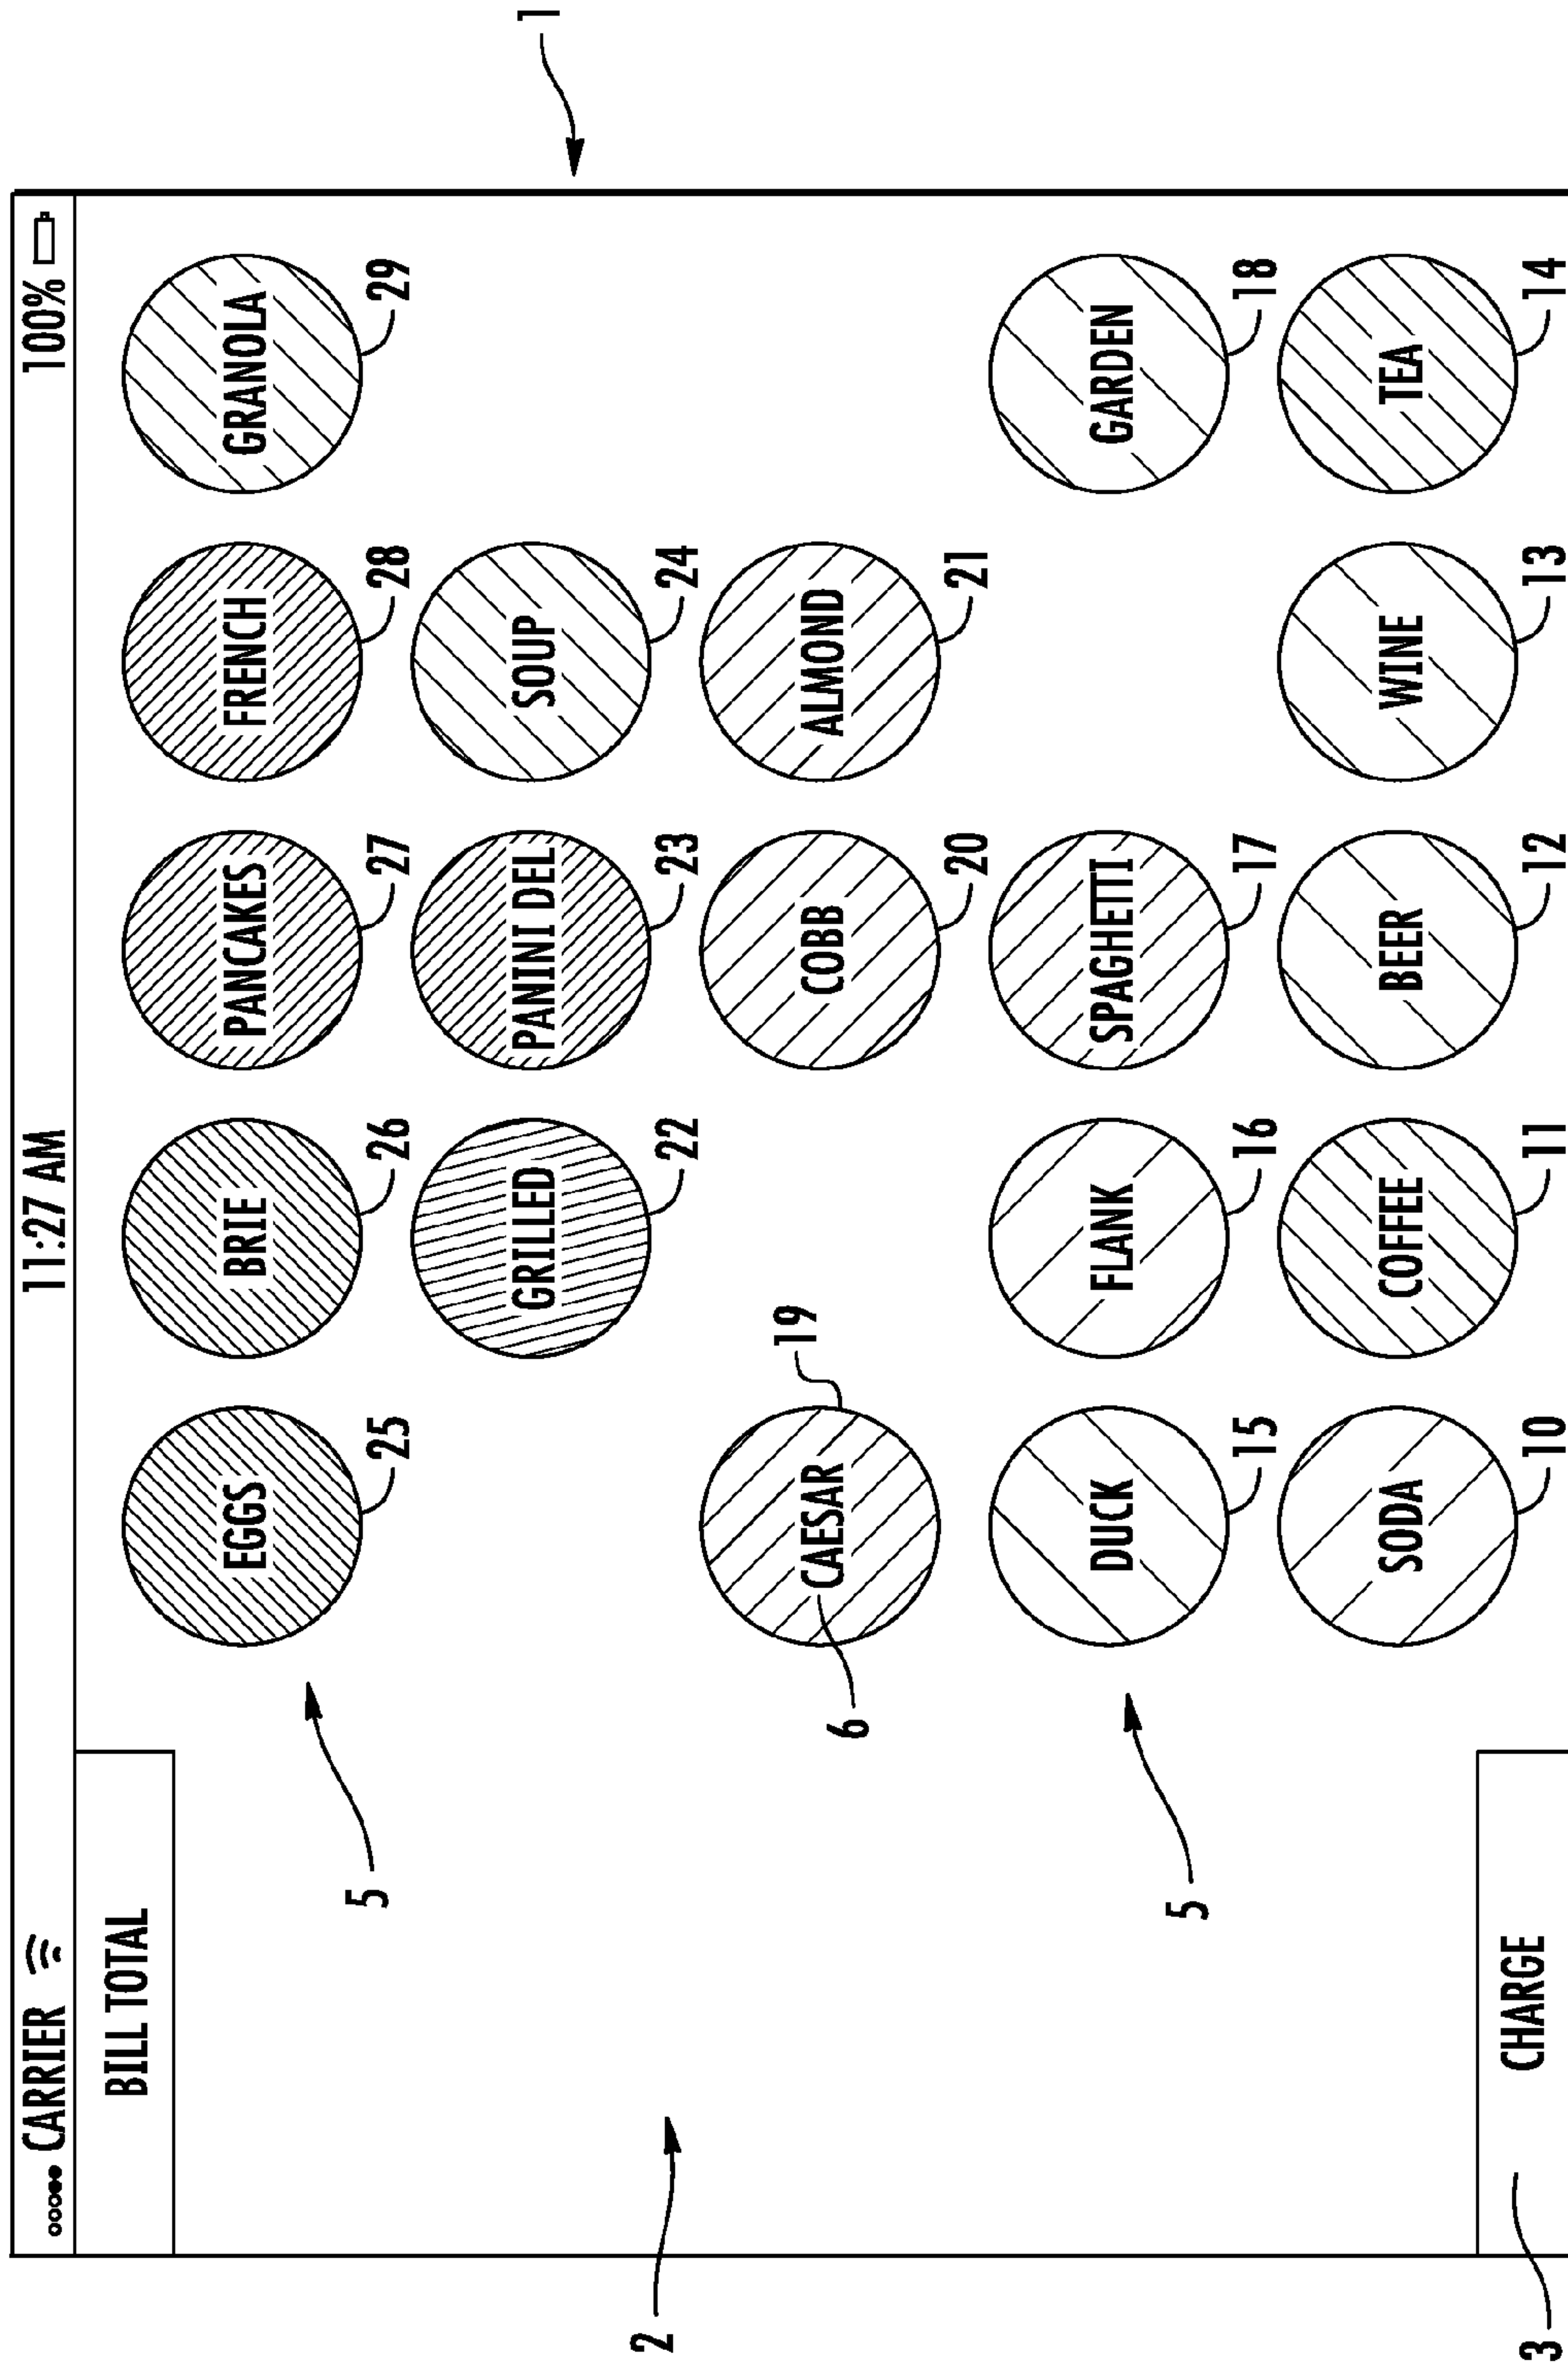 CARRIER 11:27 AM 100%
BILL TOTAL
EGGS BRIE PANCAKES FRENCH GRANOLA
25 26 27 28 29
5
GRILLED PANINI DEL SOUP
22 23 24
1
CAESAR COBB ALMOND
19 20 21
6
2
DUCK FLANK SPAGHETTI GARDEN
15 16 17 18
5
SODA COFFEE BEER WINE TEA
10 11 12 13 14
CHARGE
3